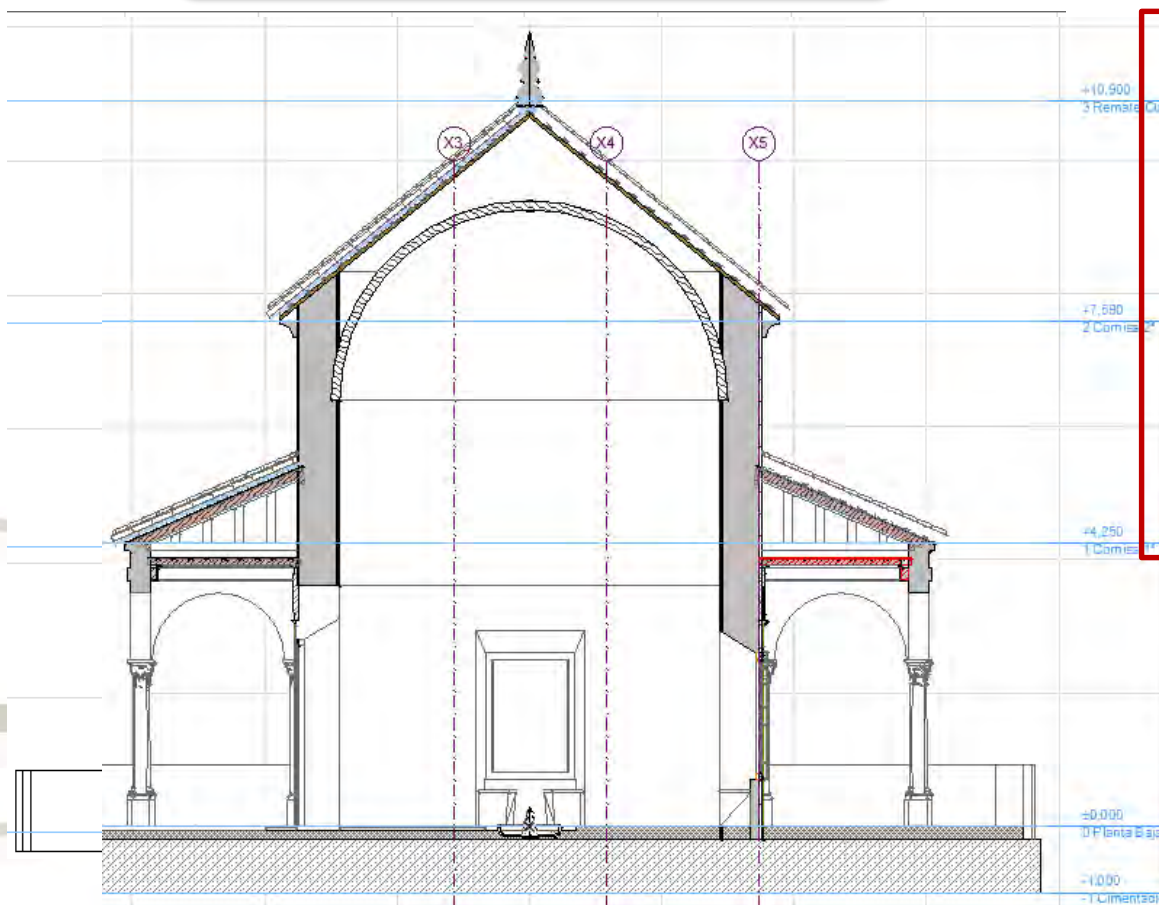 +10,900
3 Remate Cu
X3
X4
X5
+7,580
2 Cornisa 2ª
+4,250
1 Cornisa 1ª
±0,000
0 Planta Baja
-1,000
-1 Cimentaci